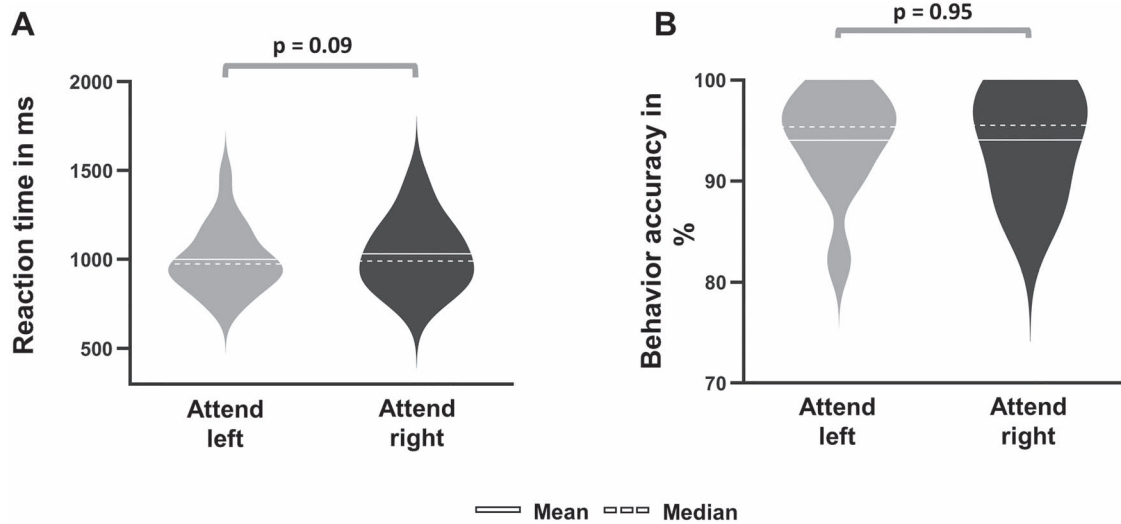 A
p = 0.09
Reaction time in ms
2000
1500
1000
500
Attend
left
Attend
right
B
p = 0.95
Behavior accuracy in
%
100
90
80
70
Attend
left
Attend
right
Mean
Median